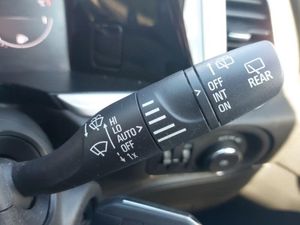 HI
LO
AUTO
OFF
1x
OFF
INT
ON
REAR